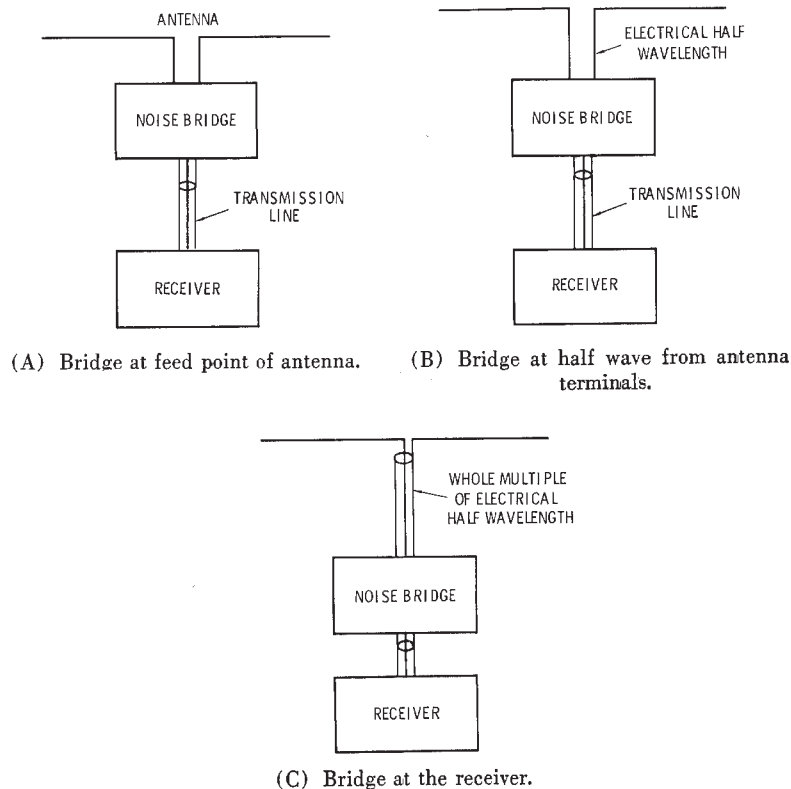 ANTENNA
NOISE BRIDGE
TRANSMISSION
LINE
RECEIVER
(A) Bridge at feed point of antenna.
ELECTRICAL HALF
WAVELENGTH
NOISE BRIDGE
TRANSMISSION
LINE
RECEIVER
(B) Bridge at half wave from antenna
terminals.
WHOLE MULTIPLE
OF ELECTRICAL
HALF WAVELENGTH
NOISE BRIDGE
RECEIVER
(C) Bridge at the receiver.